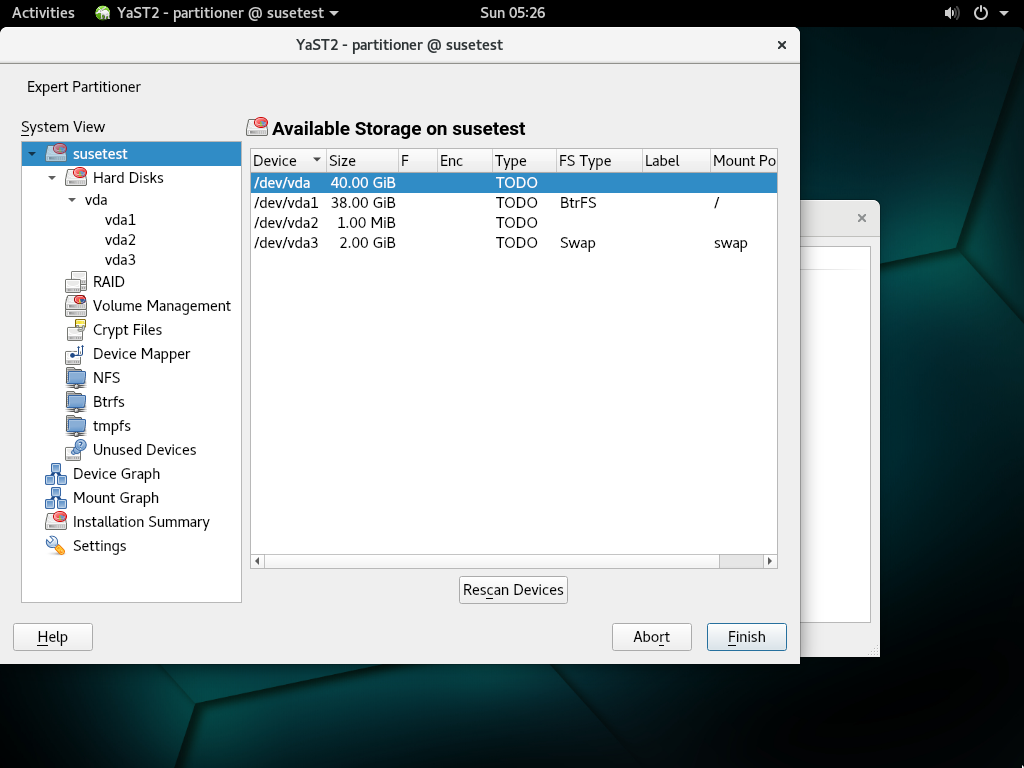 Activities YaST2 - partitioner @ susetest Sun 05:26
YaST2 - partitioner @ susetest
Expert Partitioner
System View
susetest
Hard Disks
vda
vda1
vda2
vda3
RAID
Volume Management
Crypt Files
Device Mapper
NFS
Btrfs
tmpfs
Unused Devices
Device Graph
Mount Graph
Installation Summary
Settings
Available Storage on susetest
Device Size F Enc Type FS Type Label Mount Po
/dev/vda 40.00 GiB TODO
/dev/vda1 38.00 GiB TODO BtrFS /
/dev/vda2 1.00 MiB TODO
/dev/vda3 2.00 GiB TODO Swap swap
Rescan Devices
Help Abort Finish